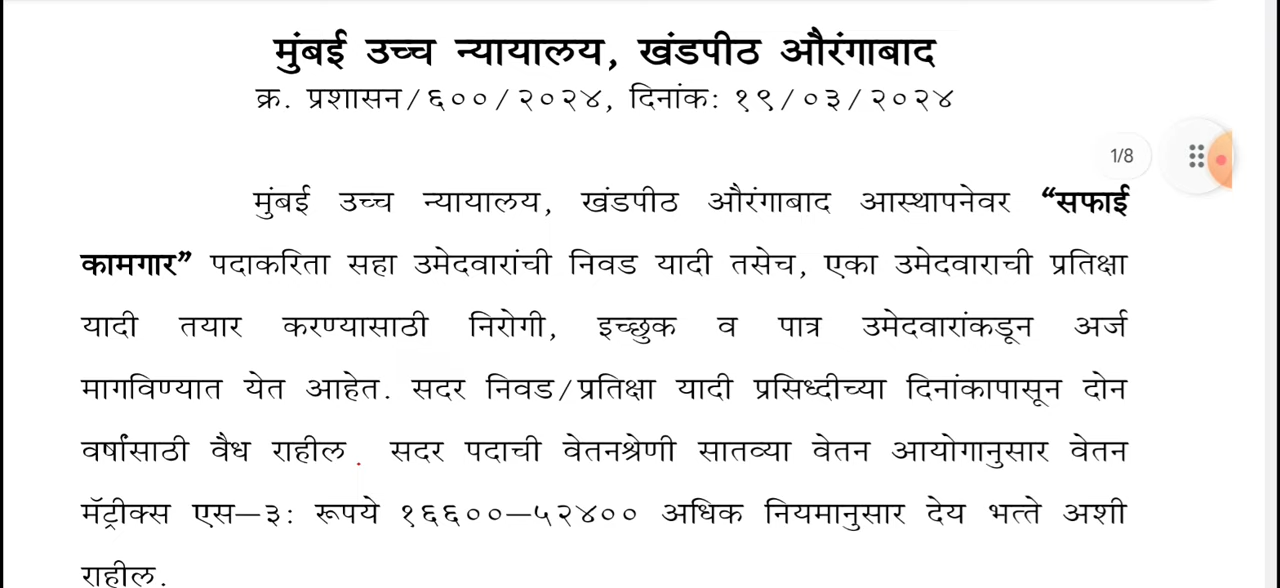 मुंबई उच्च न्यायालय, खंडपीठ औरंगाबाद
क्र. प्रशासन/६००/२०२४, दिनांक: १९/०३/२०२४
1/8
मुंबई उच्च न्यायालय, खंडपीठ औरंगाबाद आस्थापनेवर “सफाई
कामगार” पदाकरिता सहा उमेदवारांची निवड यादी तसेच, एका उमेदवाराची प्रतिक्षा
यादी तयार करण्यासाठी निरोगी, इच्छुक व पात्र उमेदवारांकडून अर्ज
मागविण्यात येत आहेत. सदर निवड/प्रतिक्षा यादी प्रसिध्दीच्या दिनांकापासून दोन
वर्षांसाठी वैध राहील. सदर पदाची वेतनश्रेणी सातव्या वेतन आयोगानुसार वेतन
मॅट्रीक्स एस–३: रूपये १६६००–५२४०० अधिक नियमानुसार देय भत्ते अशी
राहील.